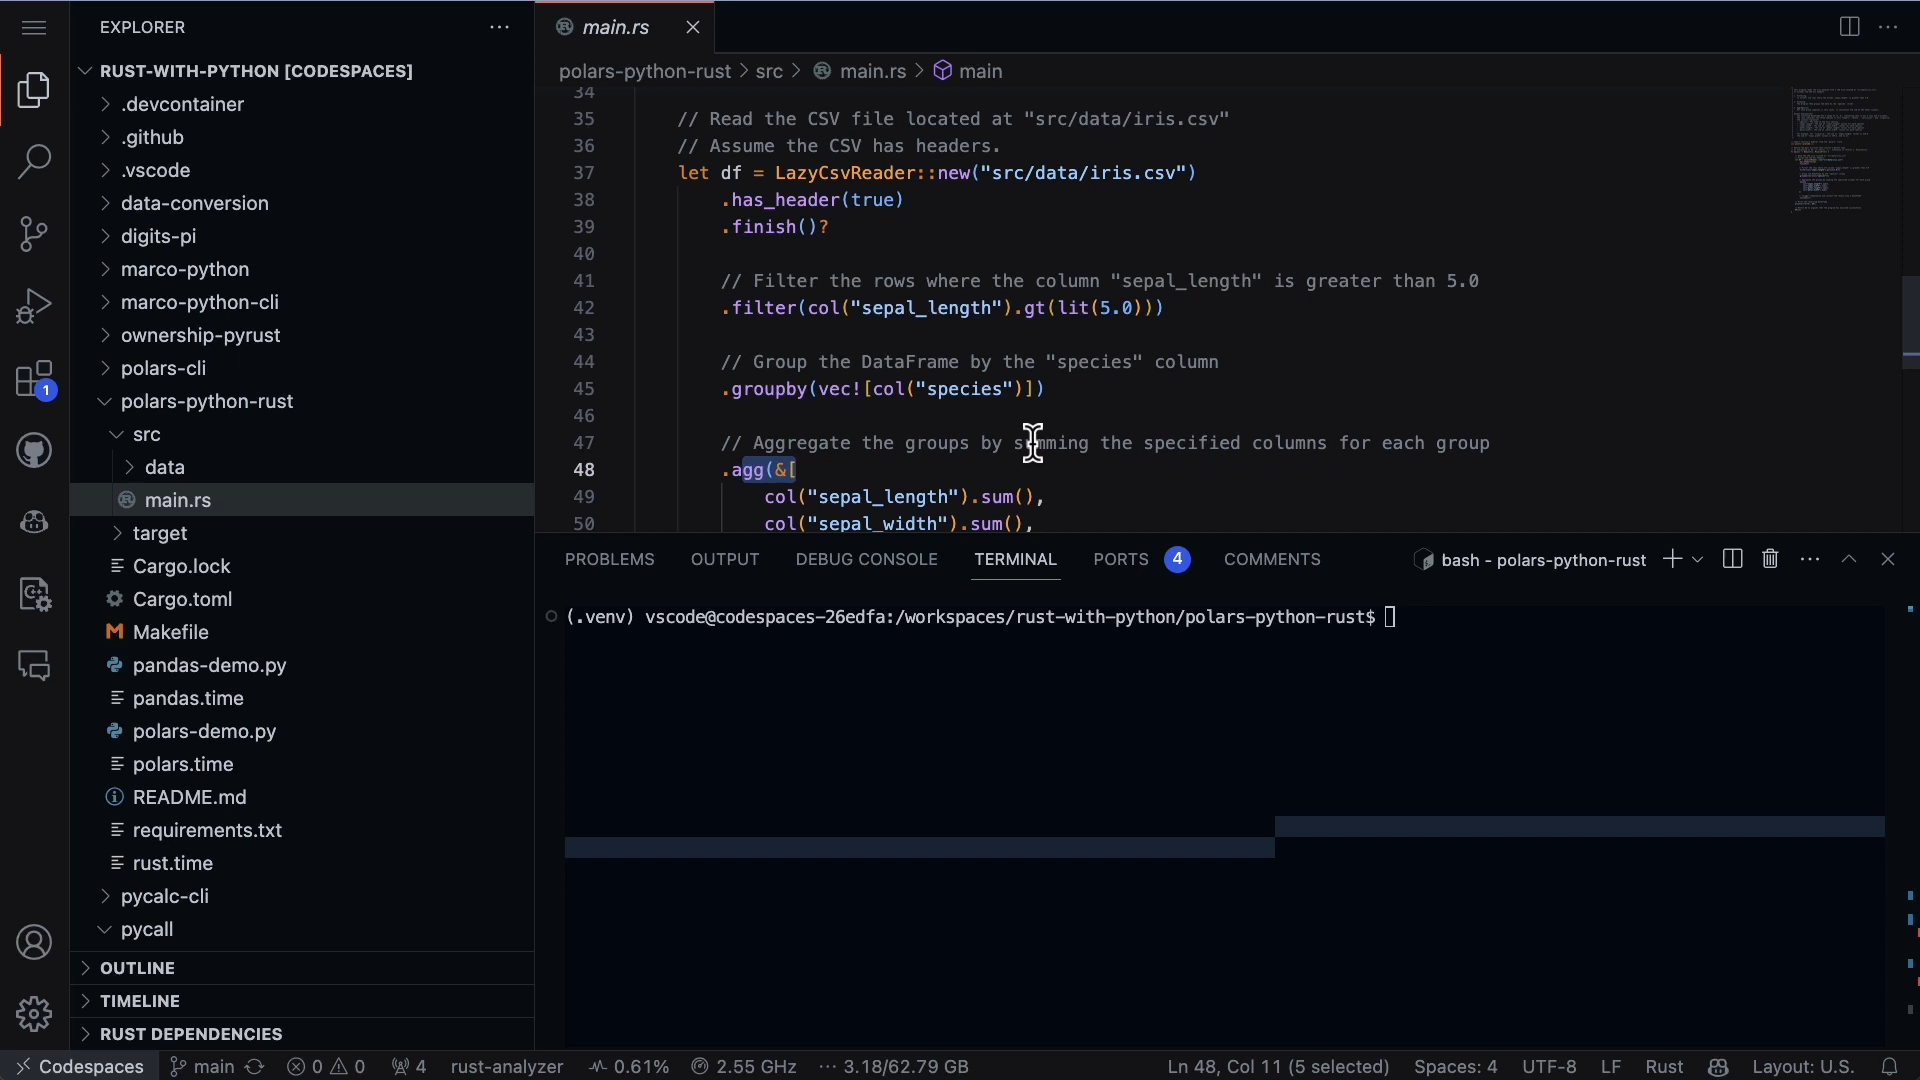 EXPLORER
main.rs
RUST-WITH-PYTHON [CODESPACES]
.devcontainer
.github
.vscode
data-conversion
digits-pi
marco-python
marco-python-cli
ownership-pyrust
polars-cli
polars-python-rust
src
data
main.rs
target
Cargo.lock
Cargo.toml
Makefile
pandas-demo.py
pandas.time
polars-demo.py
polars.time
README.md
requirements.txt
rust.time
pycalc-cli
pycall
OUTLINE
TIMELINE
RUST DEPENDENCIES
1
polars-python-rust > src > main.rs > main
34
35 // Read the CSV file located at "src/data/iris.csv"
36 // Assume the CSV has headers.
37 let df = LazyCsvReader::new("src/data/iris.csv")
38 .has_header(true)
39 .finish()?
40
41 // Filter the rows where the column "sepal_length" is greater than 5.0
42 .filter(col("sepal_length").gt(lit(5.0)))
43
44 // Group the DataFrame by the "species" column
45 .groupby(vec![col("species")])
46
47 // Aggregate the groups by summing the specified columns for each group
48 .agg(&[
49 col("sepal_length").sum(),
50 col("sepal_width").sum(),
PROBLEMS OUTPUT DEBUG CONSOLE TERMINAL PORTS 4 COMMENTS bash - polars-python-rust
(.venv) vscode@codespaces-26edfa:/workspaces/rust-with-python/polars-python-rust$
Codespaces main 0 0 4 rust-analyzer 0.61% 2.55 GHz 3.18/62.79 GB Ln 48, Col 11 (5 selected) Spaces: 4 UTF-8 LF Rust Layout: U.S.